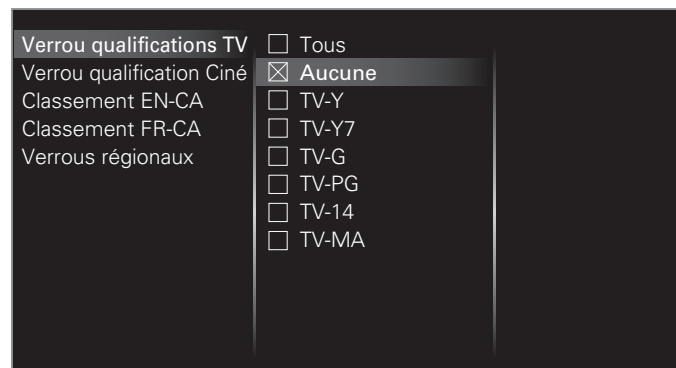 Verrou qualifications TV
Verrou qualification Ciné
Classement EN-CA
Classement FR-CA
Verrous régionaux
Tous
Aucune
TV-Y
TV-Y7
TV-G
TV-PG
TV-14
TV-MA